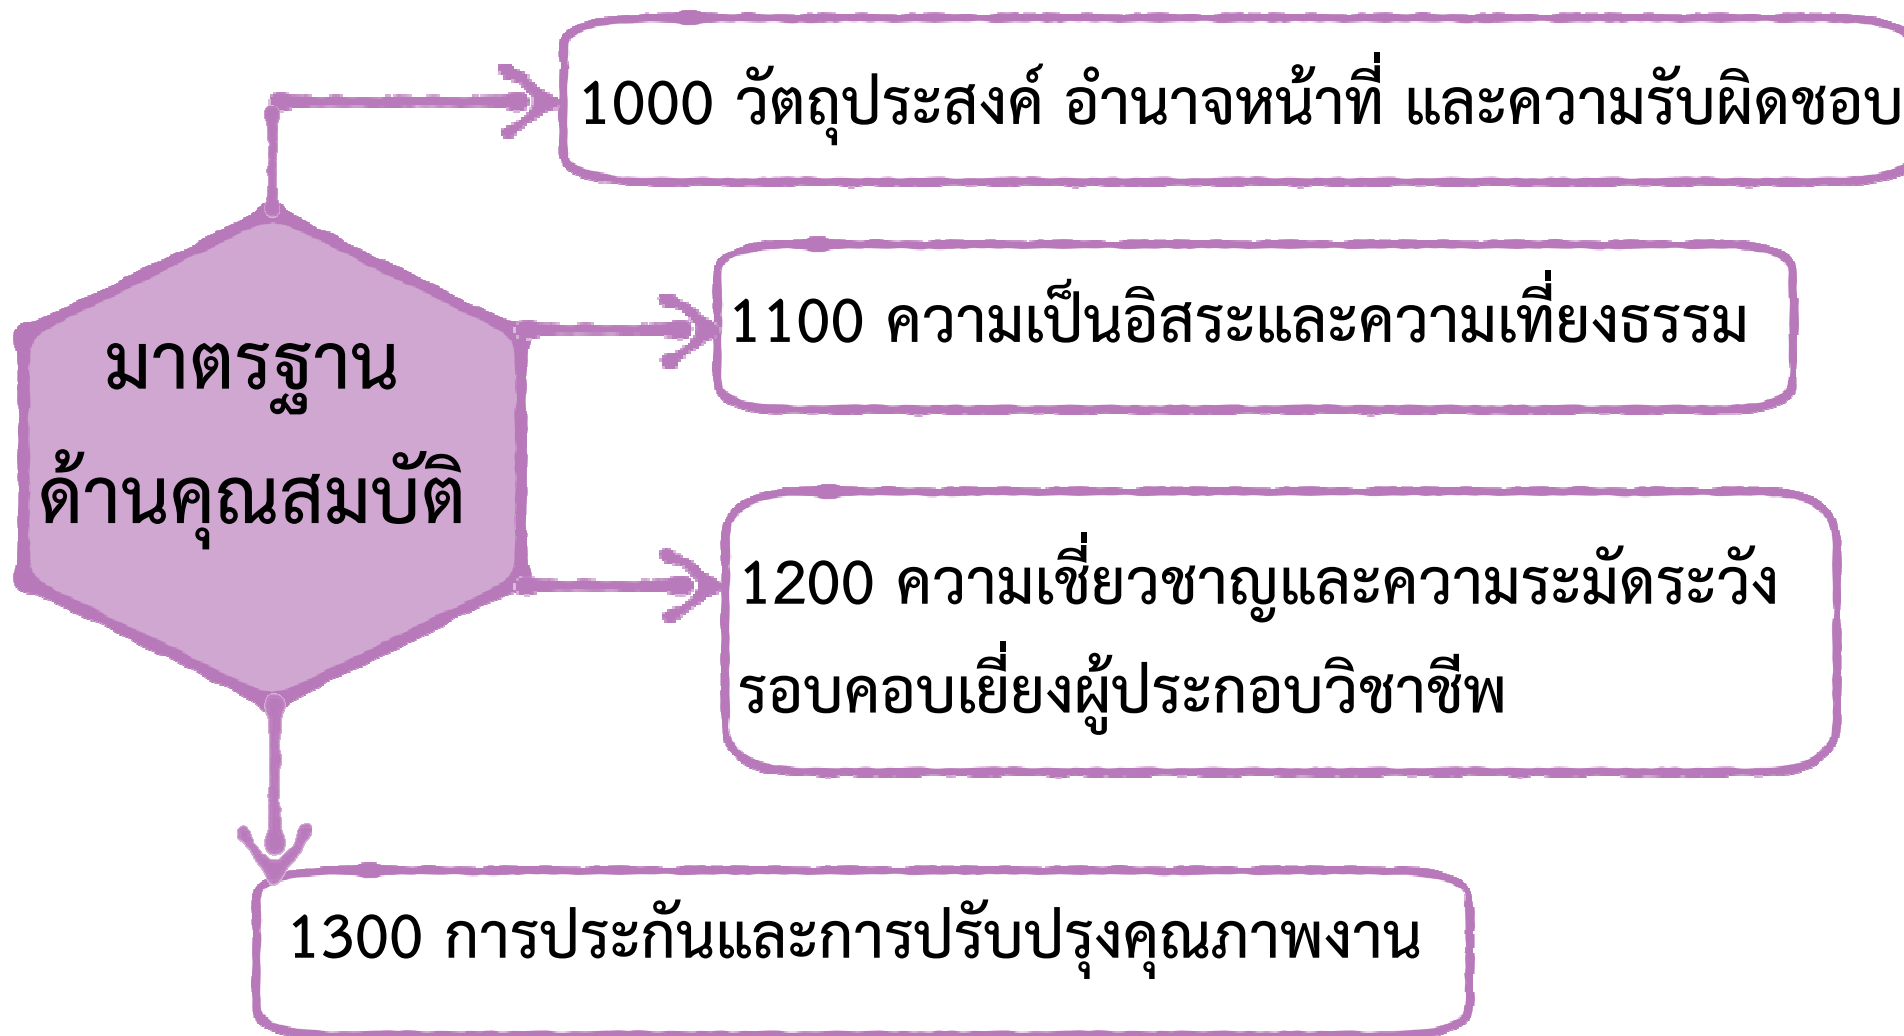 1000 วัตถุประสงค์ อำนาจหน้าที่ และความรับผิดชอบ
1100 ความเป็นอิสระและความเที่ยงธรรม
มาตรฐาน
ด้านคุณสมบัติ
1200 ความเชี่ยวชาญและความระมัดระวัง
รอบคอบเยี่ยงผู้ประกอบวิชาชีพ
1300 การประกันและการปรับปรุงคุณภาพงาน